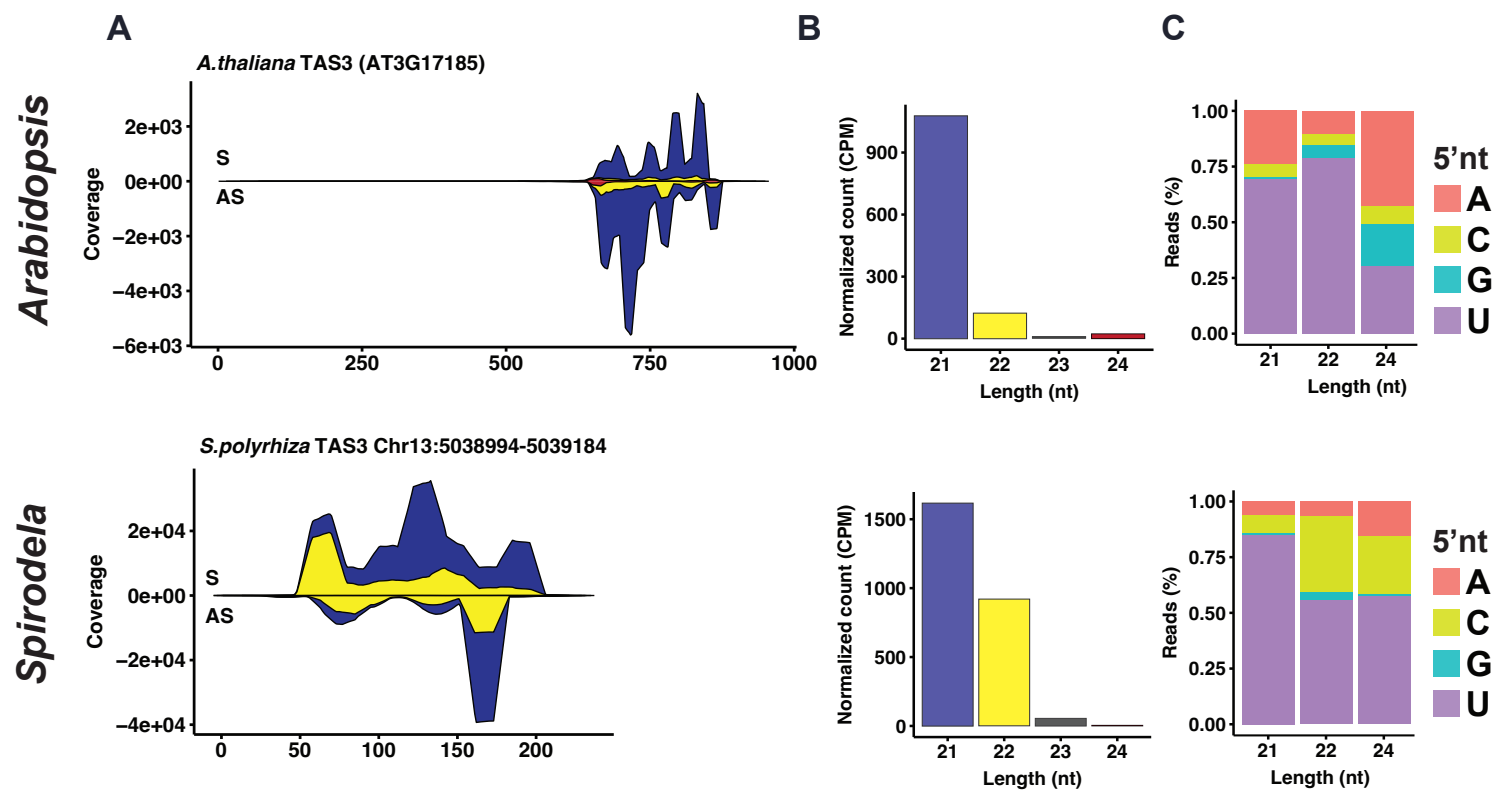 A
B
C
Arabidopsis
A.thaliana TAS3 (AT3G17185)
Coverage
2e+03
0e+00
−2e+03
−4e+03
−6e+03
S
AS
0
250
500
750
1000
Normalized count (CPM)
900
600
300
0
21
22
23
24
Length (nt)
Reads (%)
1.00
0.75
0.50
0.25
0.00
21
22
24
Length (nt)
5’nt
A
C
G
U
Spirodela
S.polyrhiza TAS3 Chr13:5038994-5039184
Coverage
2e+04
0e+00
−2e+04
−4e+04
S
AS
0
50
100
150
200
Normalized count (CPM)
1500
1000
500
0
21
22
23
24
Length (nt)
Reads (%)
1.00
0.75
0.50
0.25
0.00
21
22
24
Length (nt)
5’nt
A
C
G
U